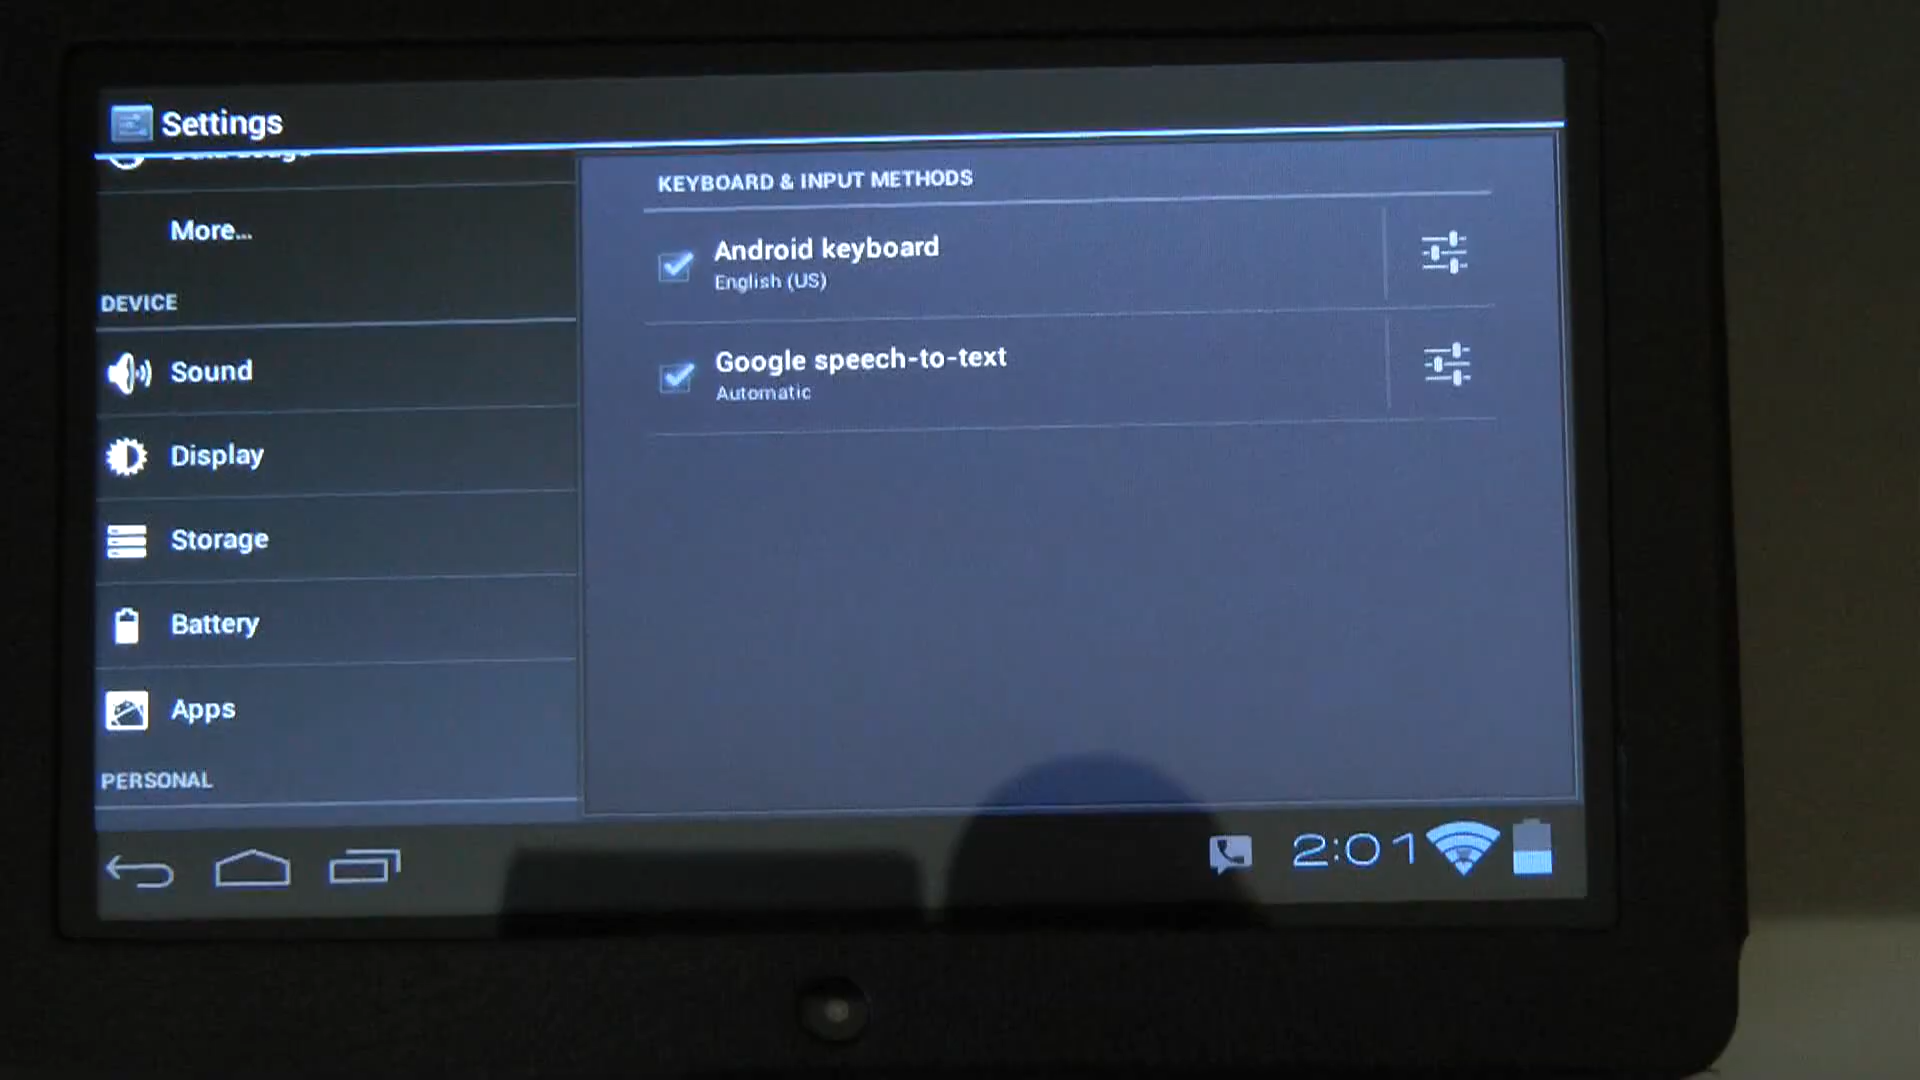 Settings
More...
DEVICE
Sound
Display
Storage
Battery
Apps
PERSONAL
KEYBOARD & INPUT METHODS
Android keyboard
English (US)
Google speech-to-text
Automatic
2:01